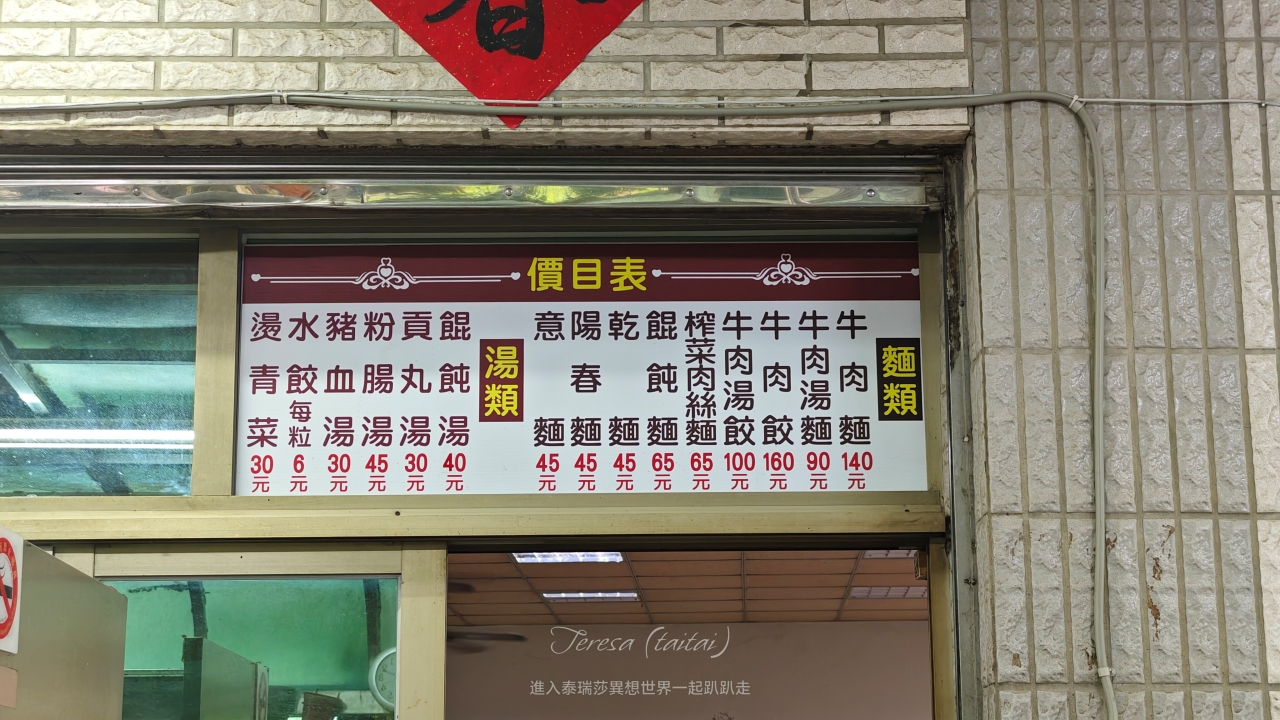 春
價目表
麵類
牛肉麵 140元
牛肉湯麵 90元
牛肉餃 160元
牛肉湯餃 100元
榨菜肉絲麵 65元
餛飩麵 65元
乾麵 45元
陽春麵 45元
意麵 45元
湯類
餛飩湯 40元
貢丸湯 30元
粉腸湯 45元
豬血湯 30元
水餃每粒 6元
燙青菜 30元
Teresa (taitai)
進入泰瑞莎異想世界一起趴趴走